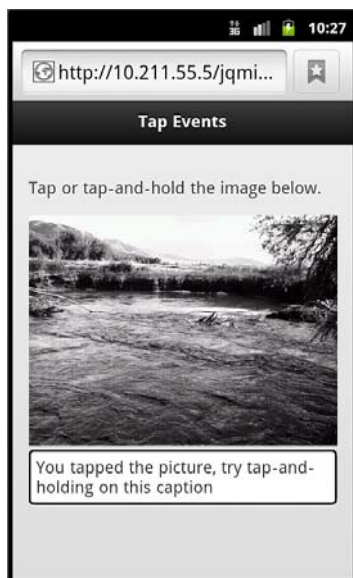 3G 10:27
http://10.211.55.5/jqmi...
Tap Events
Tap or tap-and-hold the image below.
You tapped the picture, try tap-and-
holding on this caption